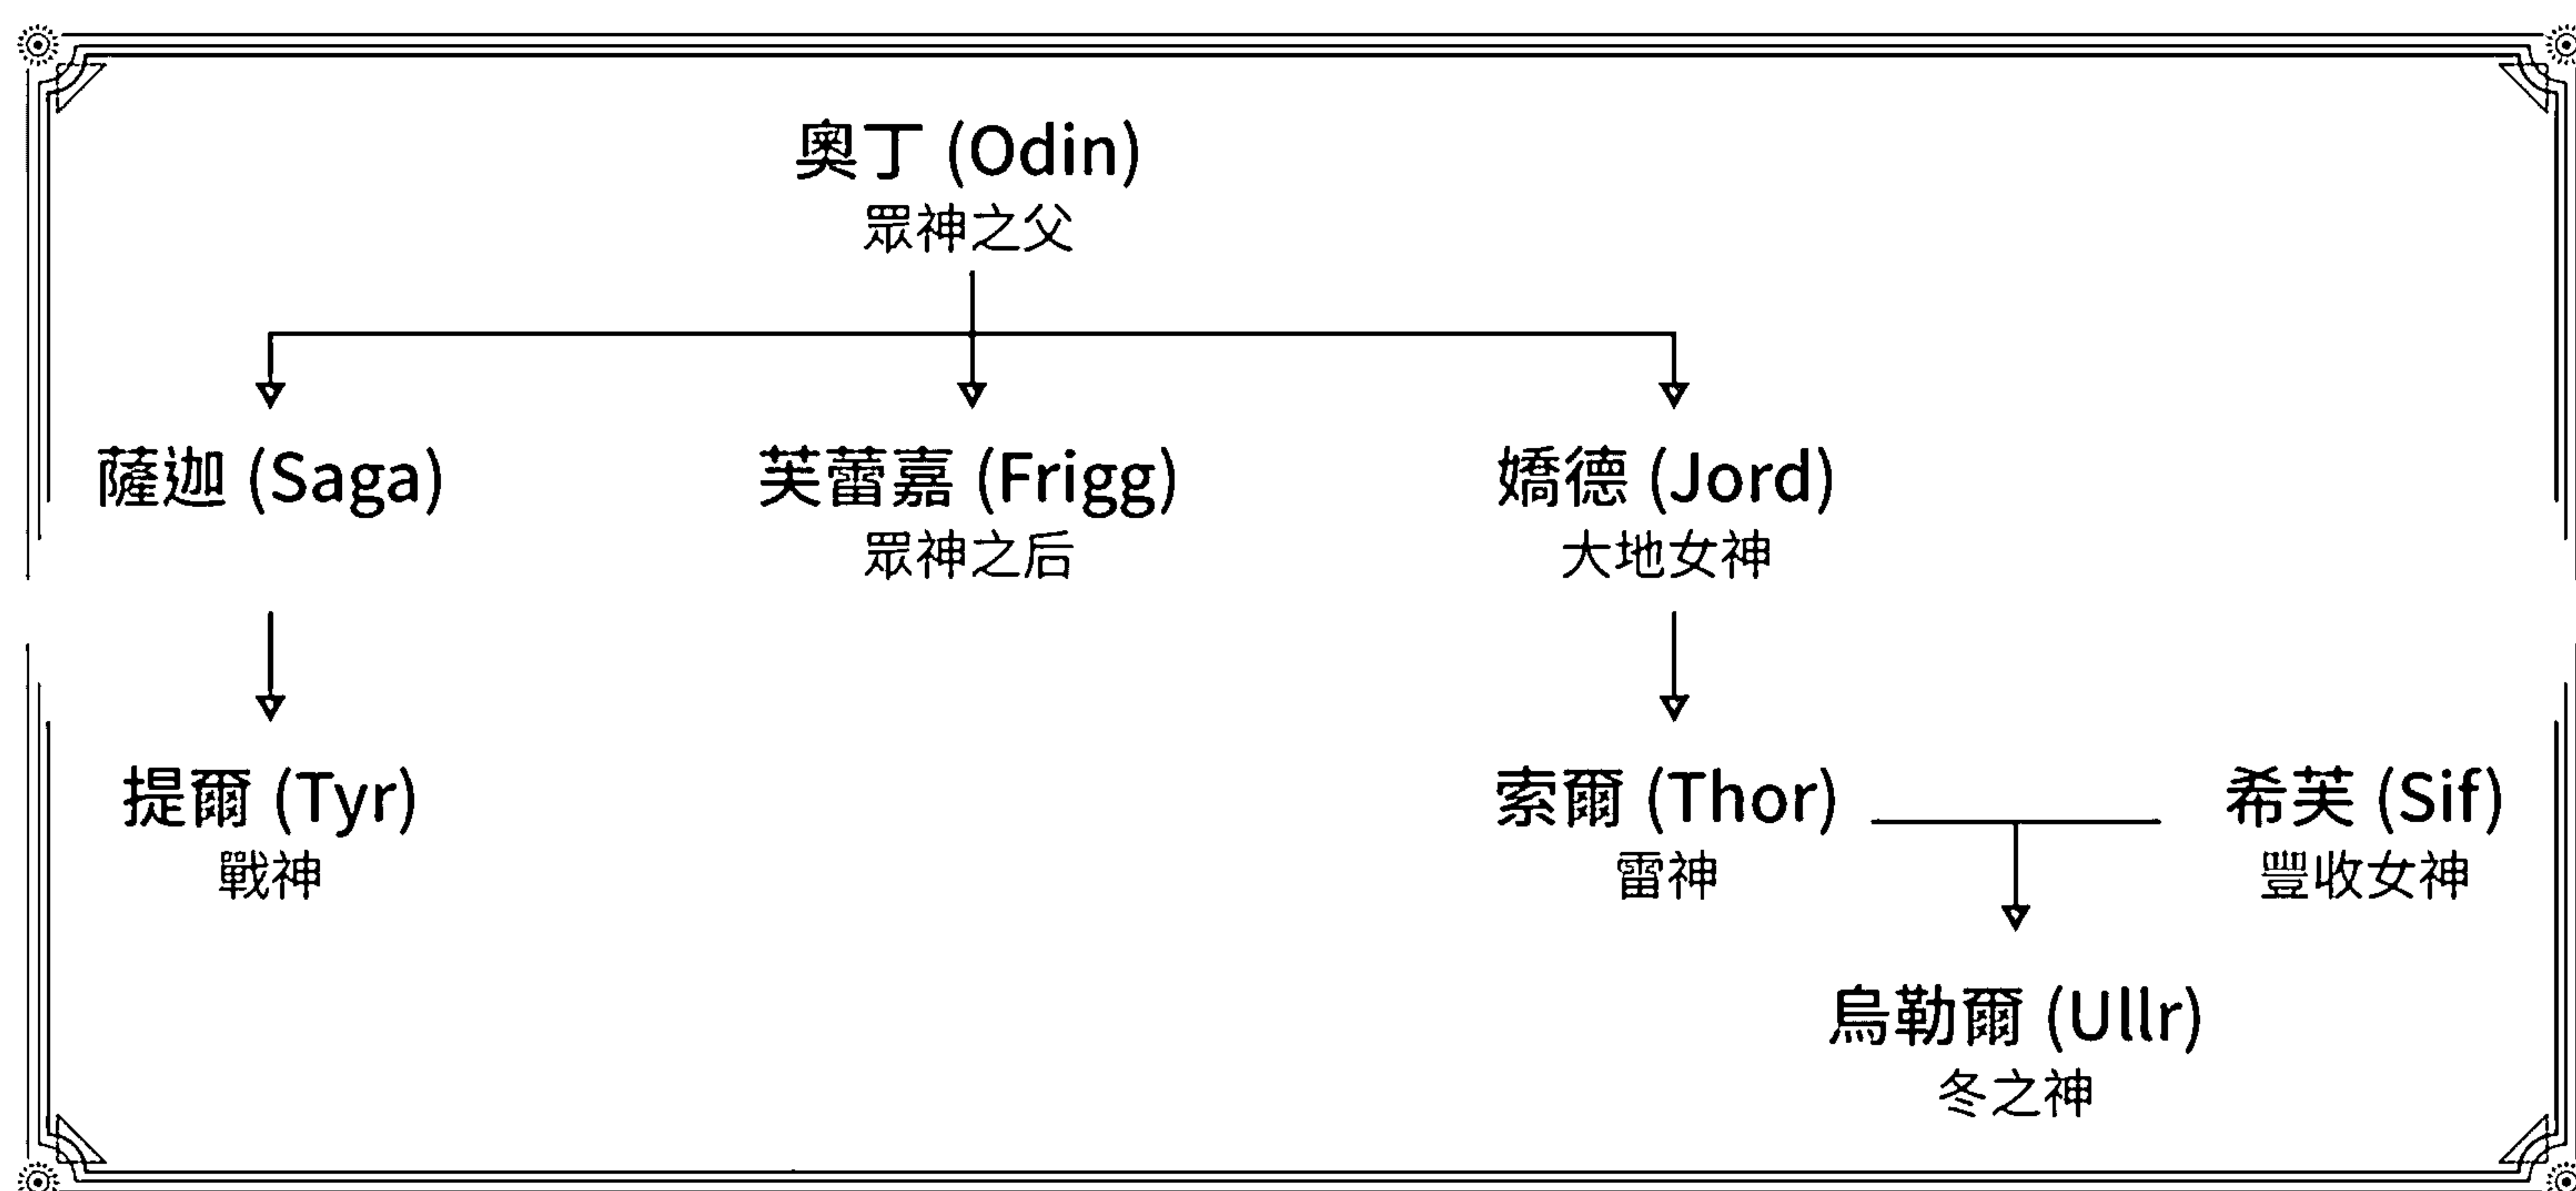 奧丁 (Odin)
眾神之父
薩迦 (Saga)
芙蕾嘉 (Frigg)
眾神之后
嬌德 (Jord)
大地女神
提爾 (Tyr)
戰神
索爾 (Thor)
雷神
希芙 (Sif)
豐收女神
烏勒爾 (Ullr)
冬之神